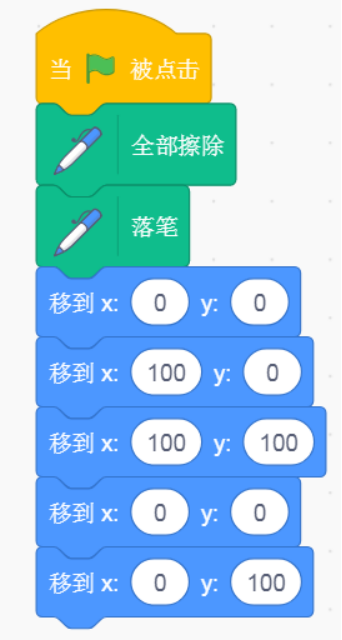 当 被点击
全部擦除
落笔
移到 x: 0 y: 0
移到 x: 100 y: 0
移到 x: 100 y: 100
移到 x: 0 y: 0
移到 x: 0 y: 100